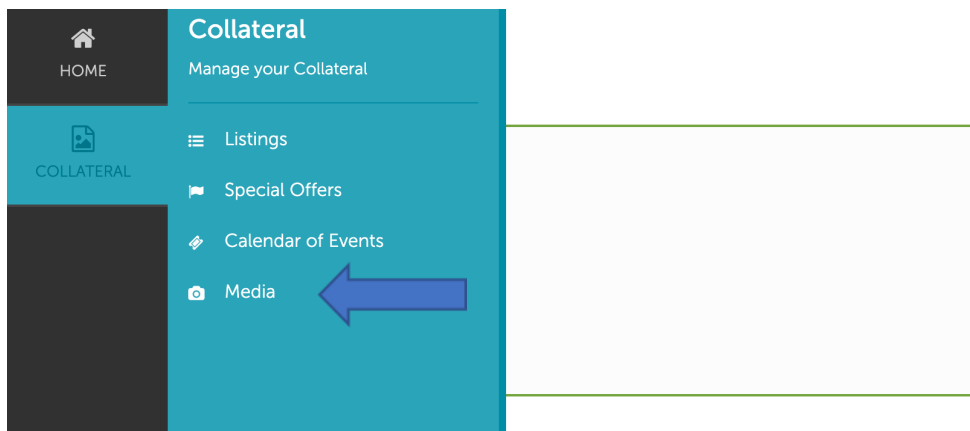 HOME
COLLATERAL
Collateral
Manage your Collateral
Listings
Special Offers
Calendar of Events
Media